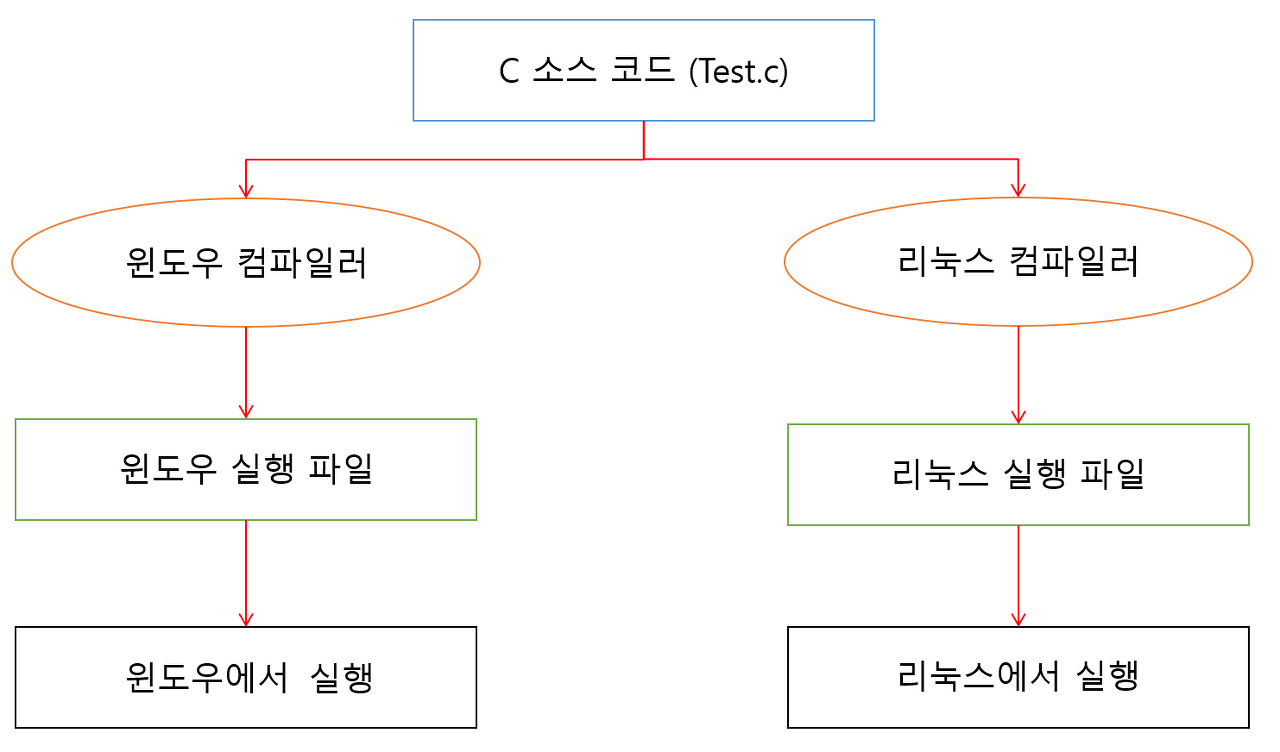 C 소스 코드 (Test.c)
윈도우 컴파일러
리눅스 컴파일러
윈도우 실행 파일
리눅스 실행 파일
윈도우에서 실행
리눅스에서 실행